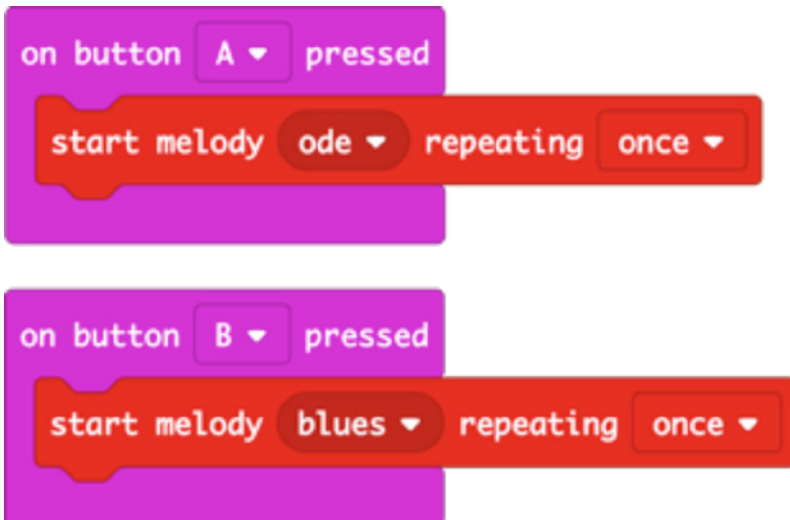 on button A pressed
start melody ode repeating once
on button B pressed
start melody blues repeating once